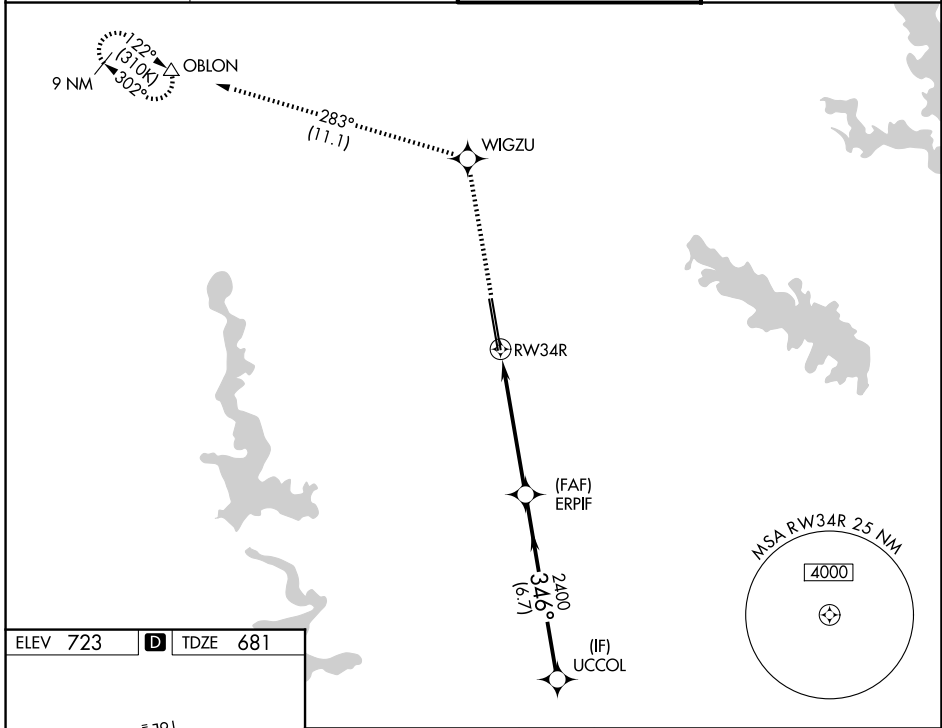 122°
(310K)
302°
9 NM
OBLON
283°
(11.1)
WIGZU
RW34R
(FAF)
ERPIF
2400
346°
(6.7)
(IF)
UCCOL
MSA RW34R 25 NM
4000
ELEV 723 D TDZE 681